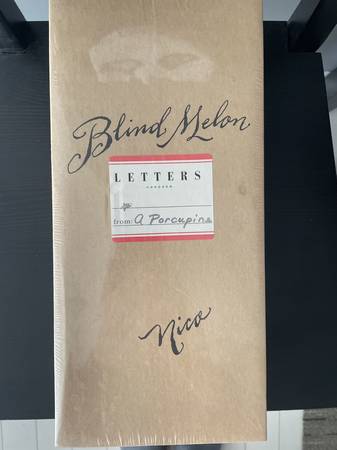 Blind Melon
LETTERS
from: a Porcupine
Nico